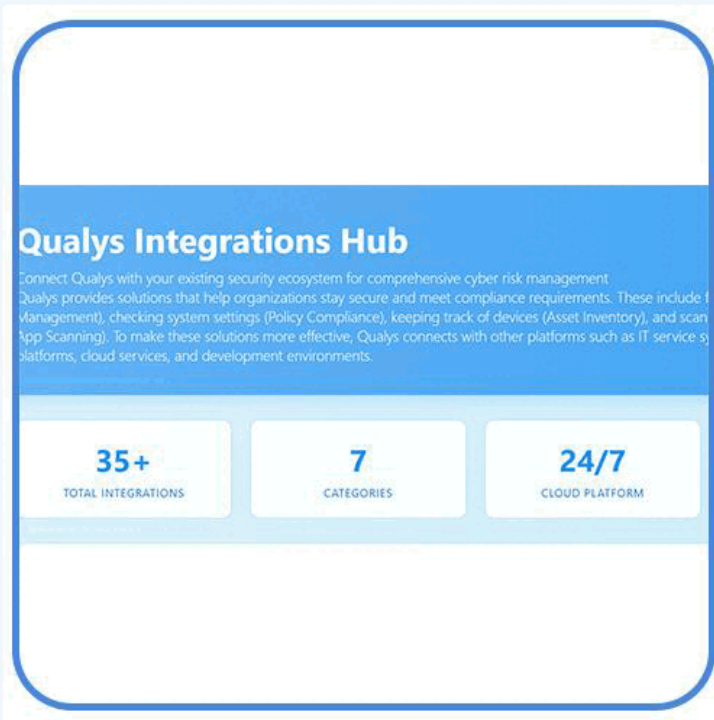 Qualys Integrations Hub
Connect Qualys with your existing security ecosystem for comprehensive cyber risk management
Qualys provides solutions that help organizations stay secure and meet compliance requirements. These include
Management), checking system settings (Policy Compliance), keeping track of devices (Asset Inventory), and scan
App Scanning). To make these solutions more effective, Qualys connects with other platforms such as IT service
platforms, cloud services, and development environments.
35+
TOTAL INTEGRATIONS
7
CATEGORIES
24/7
CLOUD PLATFORM